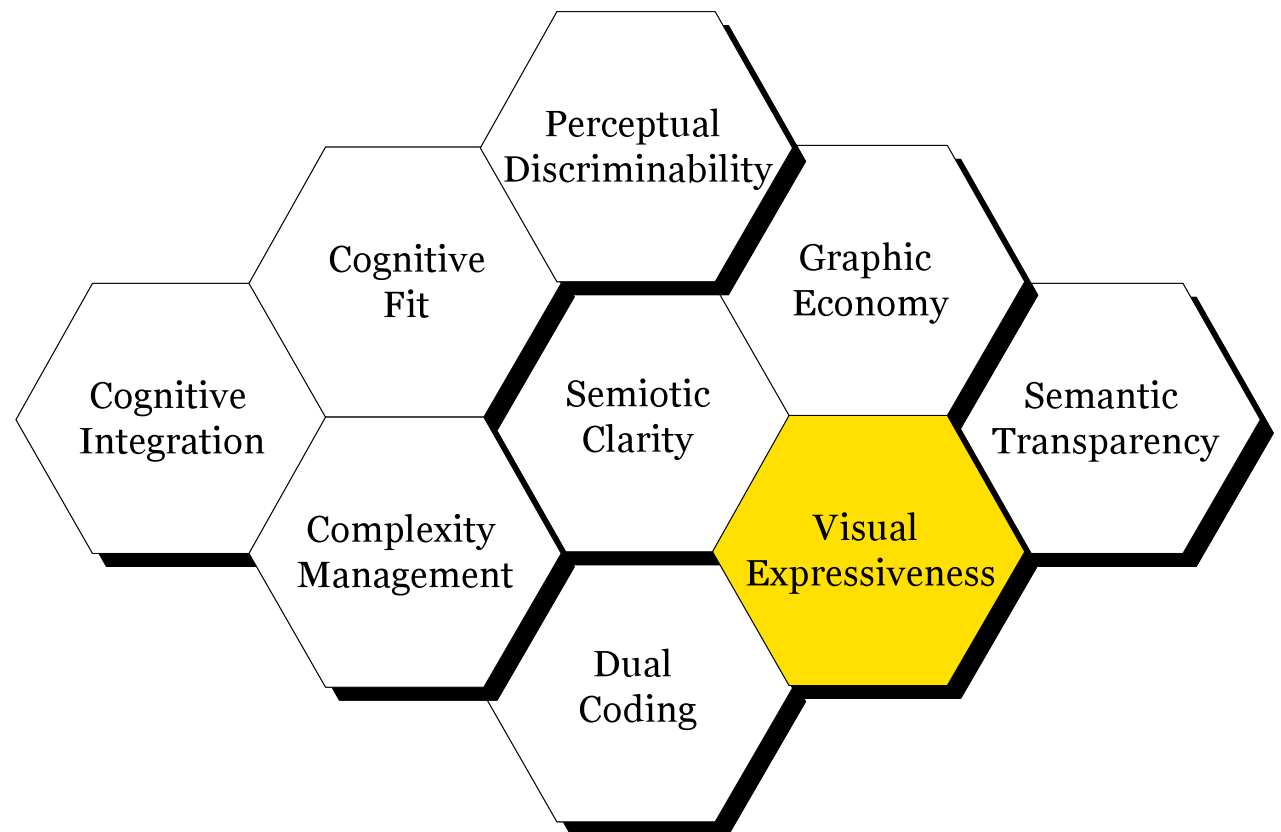 Perceptual
Discriminability
Cognitive
Fit
Graphic
Economy
Cognitive
Integration
Semiotic
Clarity
Semantic
Transparency
Complexity
Management
Visual
Expressiveness
Dual
Coding